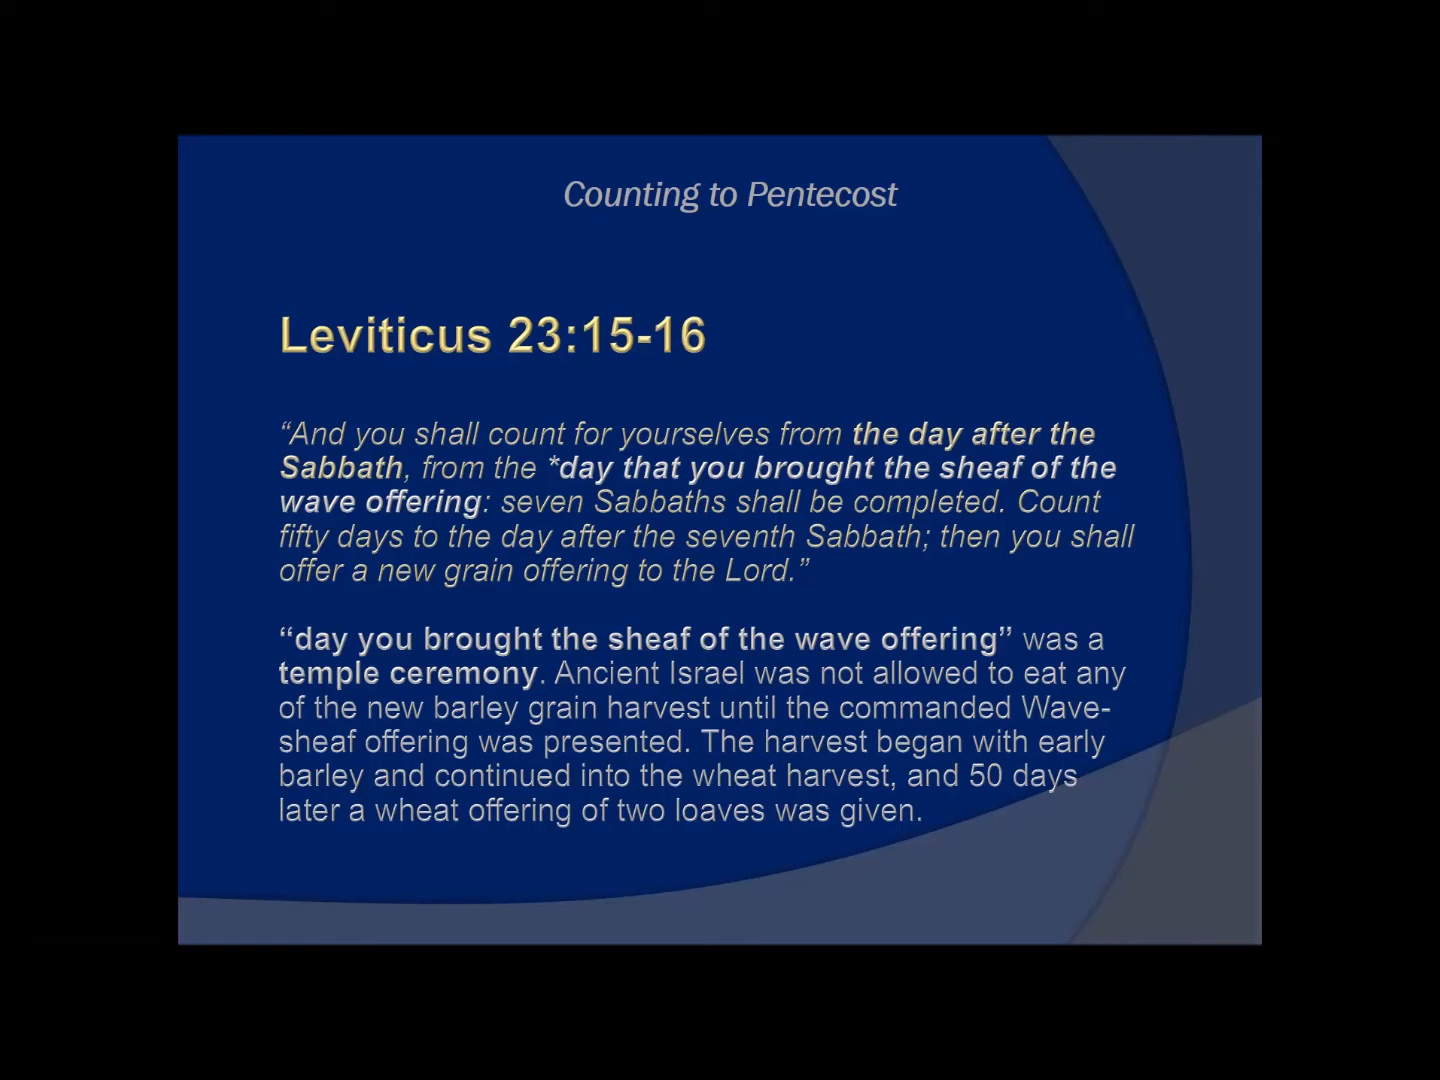 Counting to Pentecost
Leviticus 23:15-16
“And you shall count for yourselves from the day after the
Sabbath, from the *day that you brought the sheaf of the
wave offering: seven Sabbaths shall be completed. Count
fifty days to the day after the seventh Sabbath; then you shall
offer a new grain offering to the Lord.”
“day you brought the sheaf of the wave offering” was a
temple ceremony. Ancient Israel was not allowed to eat any
of the new barley grain harvest until the commanded Wave-
sheaf offering was presented. The harvest began with early
barley and continued into the wheat harvest, and 50 days
later a wheat offering of two loaves was given.